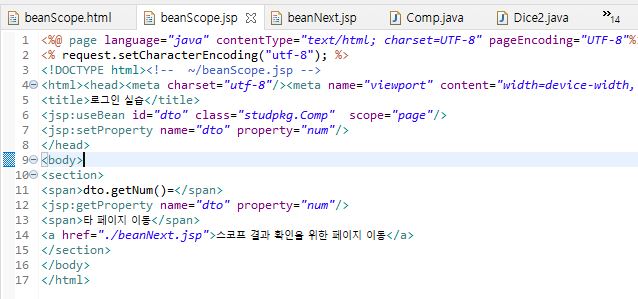 beanScope.html beanScope.jsp beanNext.jsp Comp.java Dice2.java »14
1 <%@ page language="java" contentType="text/html; charset=UTF-8" pageEncoding="UTF-8"%
2 <% request.setCharacterEncoding("utf-8"); %>
3 <!DOCTYPE html><!--  ~/beanScope.jsp -->
4 <html><head><meta charset="utf-8"/><meta name="viewport" content="width=device-width,
5 <title>로그인 실습</title>
6 <jsp:useBean id="dto" class="studpkg.Comp"  scope="page"/>
7 <jsp:setProperty name="dto" property="num"/>
8 </head>
9 <body>
10 <section>
11 <span>dto.getNum()=</span>
12 <jsp:getProperty name="dto" property="num"/>
13 <span>타 페이지 이동</span>
14 <a href="./beanNext.jsp">스코프 결과 확인을 위한 페이지 이동</a>
15 </section>
16 </body>
17 </html>